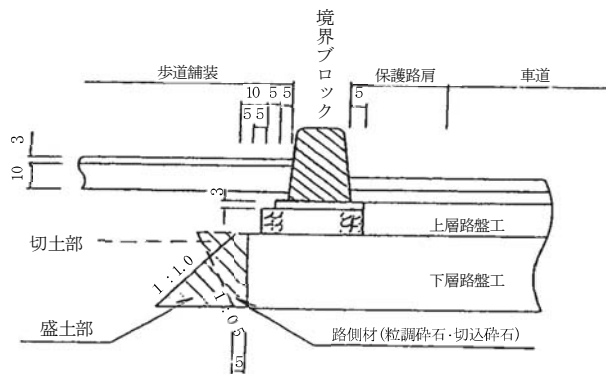 境界ブロック
歩道舗装
保護路肩
車道
10 5 5
5 5
5
3
10
3
上層路盤工
切土部
1：1.0
下層路盤工
1：0.5
盛土部
路側材(粒調砕石・切込砕石)
5